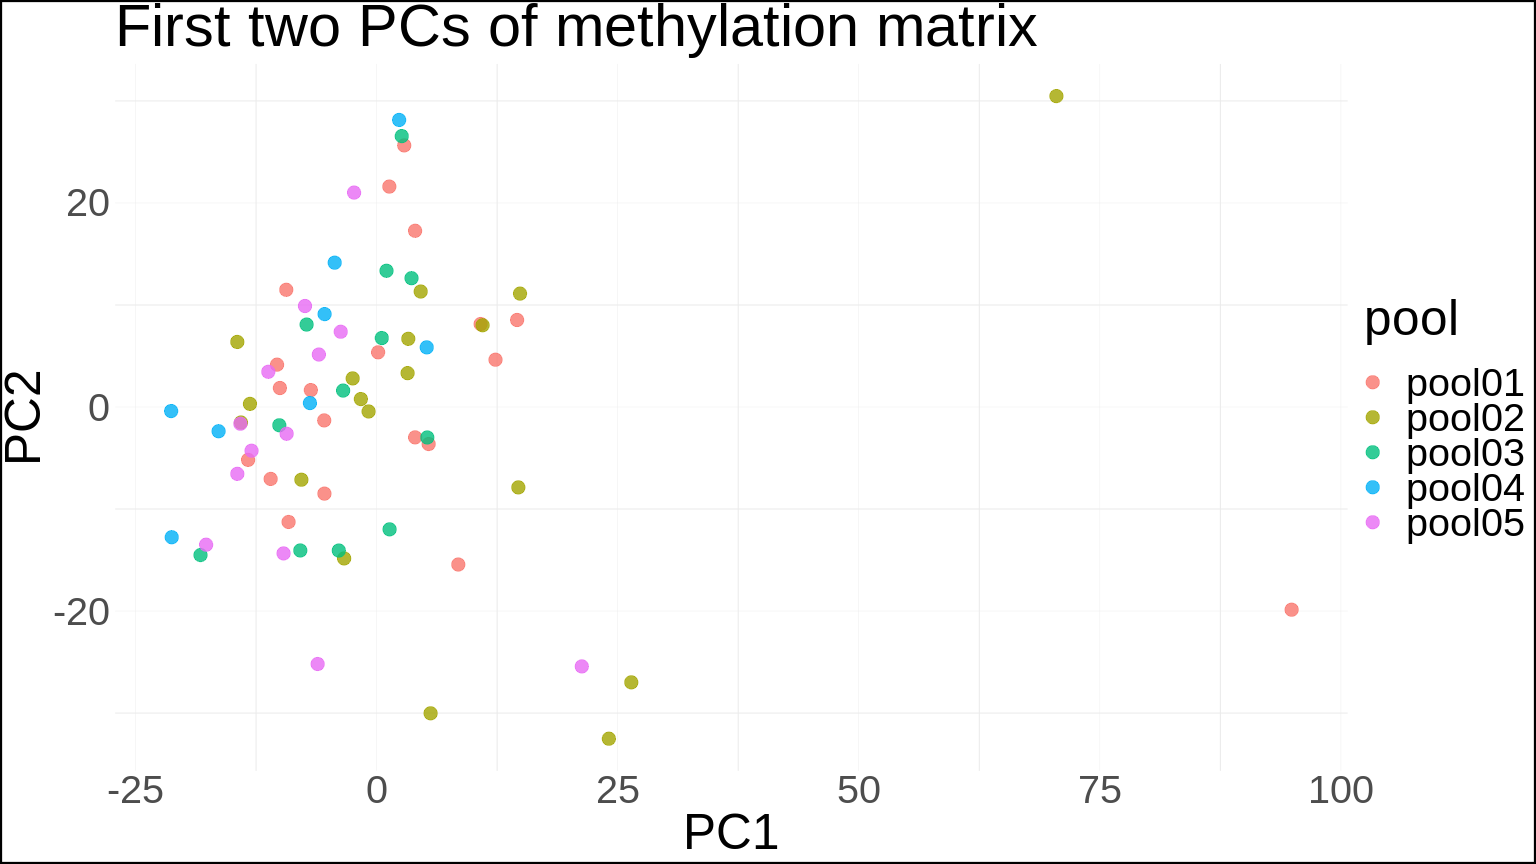 First two PCs of methylation matrix
20
0
-20
PC2
-25 0 25 50 75 100
PC1
pool
pool01
pool02
pool03
pool04
pool05